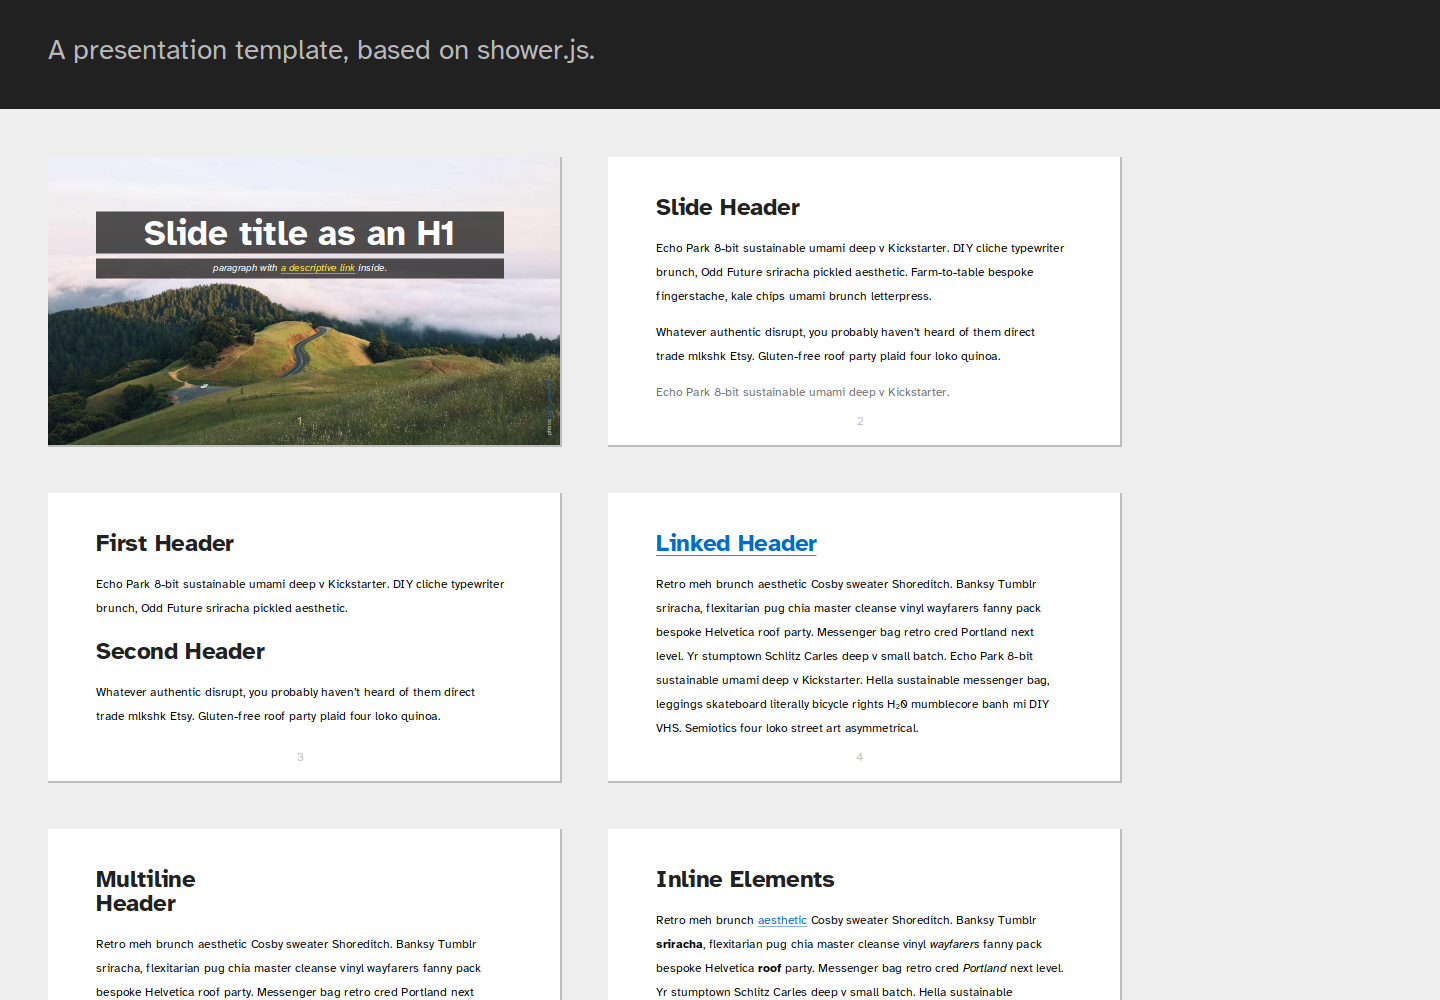 A presentation template, based on shower.js.
Slide title as an H1
paragraph with a descriptive link inside.
1
Slide Header
Echo Park 8-bit sustainable umami deep v Kickstarter. DIY cliche typewriter
brunch, Odd Future sriracha pickled aesthetic. Farm-to-table bespoke
fingerstache, kale chips umami brunch letterpress.
Whatever authentic disrupt, you probably haven't heard of them direct
trade mlkshk Etsy. Gluten-free roof party plaid four loko quinoa.
Echo Park 8-bit sustainable umami deep v Kickstarter.
2
First Header
Echo Park 8-bit sustainable umami deep v Kickstarter. DIY cliche typewriter
brunch, Odd Future sriracha pickled aesthetic.
Second Header
Whatever authentic disrupt, you probably haven't heard of them direct
trade mlkshk Etsy. Gluten-free roof party plaid four loko quinoa.
3
Linked Header
Retro meh brunch aesthetic Cosby sweater Shoreditch. Banksy Tumblr
sriracha, flexitarian pug chia master cleanse vinyl wayfarers fanny pack
bespoke Helvetica roof party. Messenger bag retro cred Portland next
level. Yr stumptown Schlitz Carles deep v small batch. Echo Park 8-bit
sustainable umami deep v Kickstarter. Hella sustainable messenger bag,
leggings skateboard literally bicycle rights H₂0 mumblecore banh mi DIY
VHS. Semiotics four loko street art asymmetrical.
4
Multiline
Header
Retro meh brunch aesthetic Cosby sweater Shoreditch. Banksy Tumblr
sriracha, flexitarian pug chia master cleanse vinyl wayfarers fanny pack
bespoke Helvetica roof party. Messenger bag retro cred Portland next
Inline Elements
Retro meh brunch aesthetic Cosby sweater Shoreditch. Banksy Tumblr
sriracha, flexitarian pug chia master cleanse vinyl wayfarers fanny pack
bespoke Helvetica roof party. Messenger bag retro cred Portland next level.
Yr stumptown Schlitz Carles deep v small batch. Hella sustainable